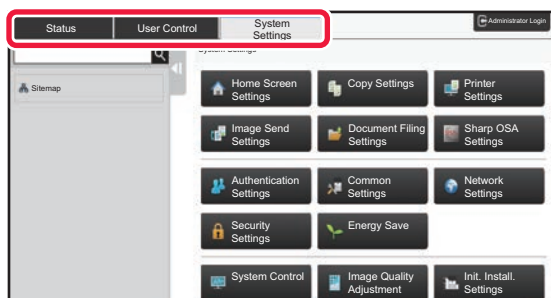 Status
User Control
System
Settings
Administrator Login
System Settings
Sitemap
Home Screen
Settings
Copy Settings
Printer
Settings
Image Send
Settings
Document Filing
Settings
Sharp OSA
Settings
Authentication
Settings
Common
Settings
Network
Settings
Security
Settings
Energy Save
System Control
Image Quality
Adjustment
Init. Install.
Settings